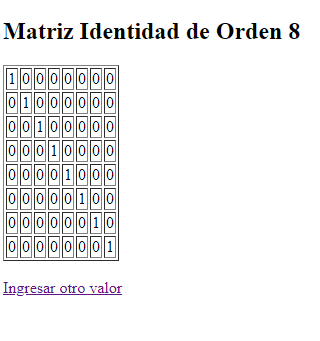 Matriz Identidad de Orden 8
1 0 0 0 0 0 0 0
0 1 0 0 0 0 0 0
0 0 1 0 0 0 0 0
0 0 0 1 0 0 0 0
0 0 0 0 1 0 0 0
0 0 0 0 0 1 0 0
0 0 0 0 0 0 1 0
0 0 0 0 0 0 0 1
Ingresar otro valor